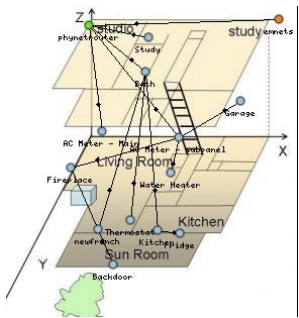 Z
studio
phynetrouter
study
emnets
Study
Bath
Garage
AC Meter - Main
AC Meter - subpanel
X
Living Room
Fireplace
Water Heater
Kitchen
Thermostat
Kitchen
Fridge
newfrench
Sun Room
Y
Backdoor